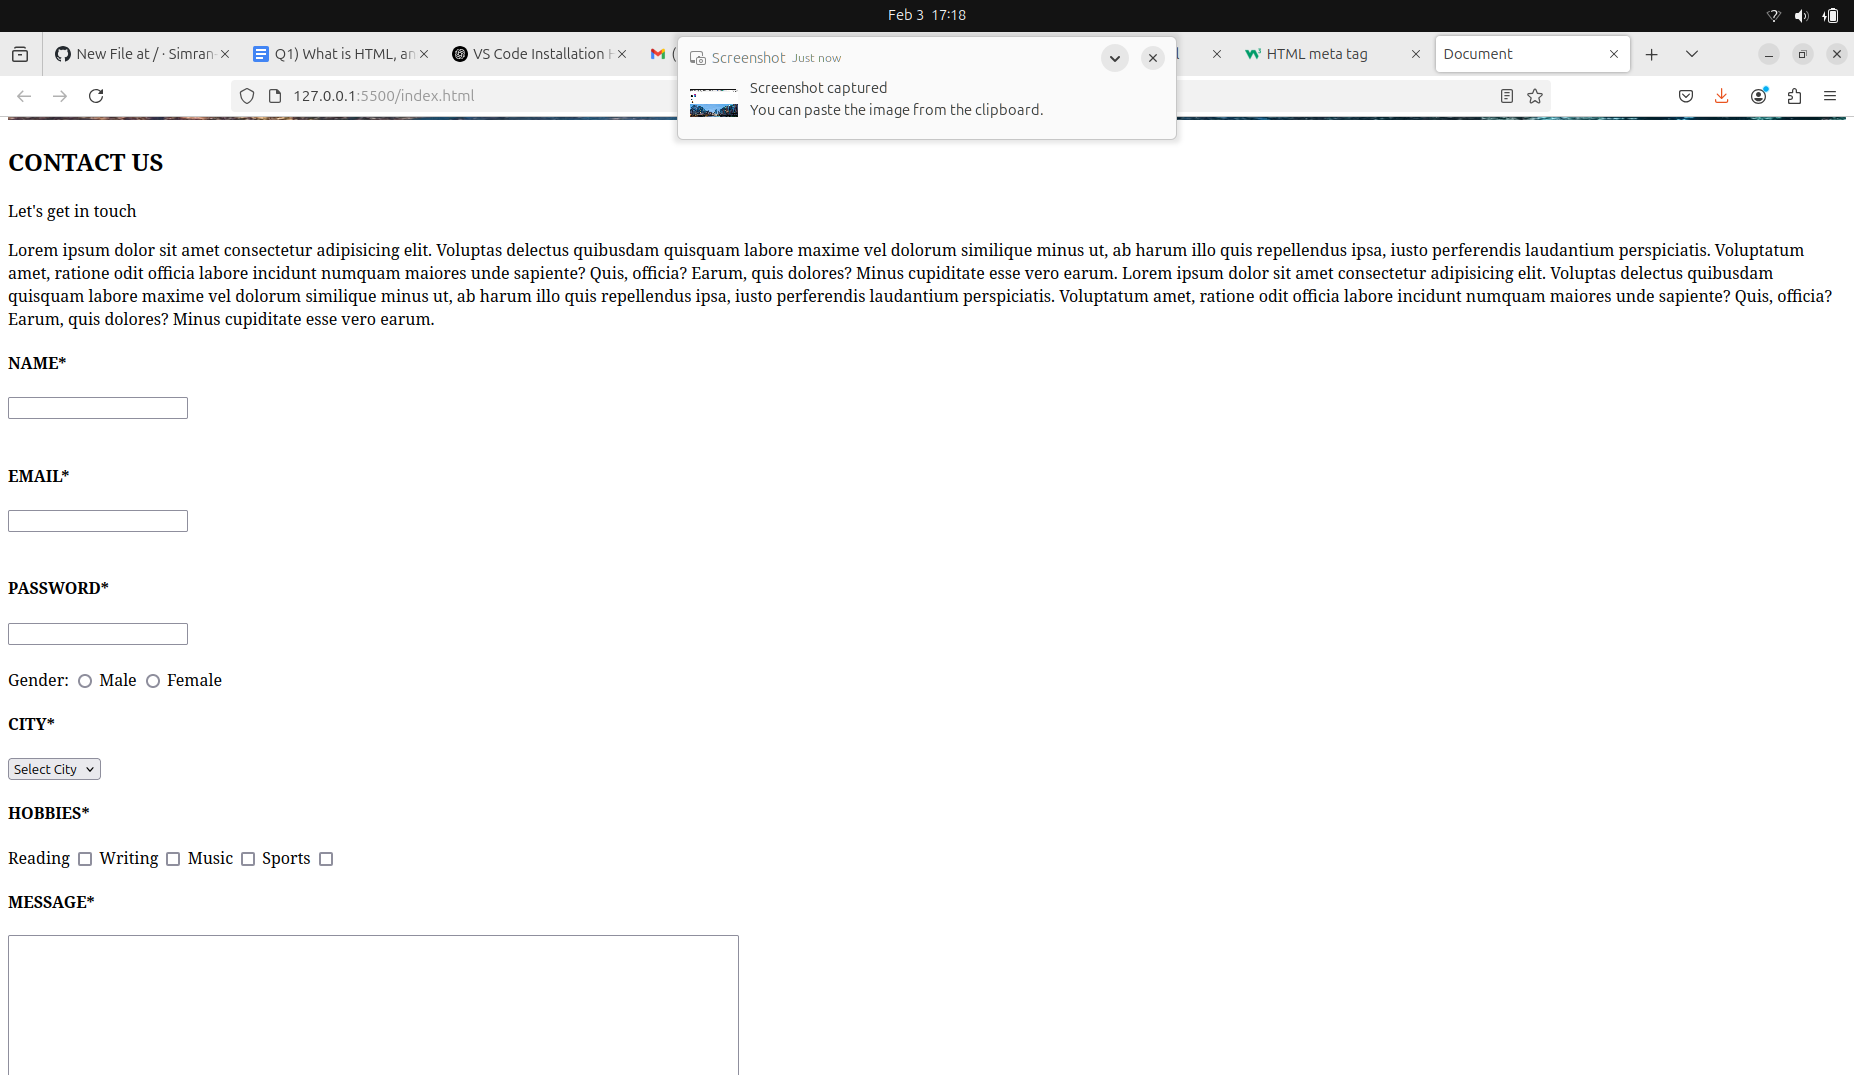 Feb 3 17:18
New File at / · Simran
Q1) What is HTML, an
VS Code Installation
HTML meta tag
Document
Screenshot Just now
Screenshot captured
You can paste the image from the clipboard.
127.0.0.1:5500/index.html
CONTACT US
Let's get in touch
Lorem ipsum dolor sit amet consectetur adipisicing elit. Voluptas delectus quibusdam quisquam labore maxime vel dolorum similique minus ut, ab harum illo quis repellendus ipsa, iusto perferendis laudantium perspiciatis. Voluptatum
amet, ratione odit officia labore incidunt numquam maiores unde sapiente? Quis, officia? Earum, quis dolores? Minus cupiditate esse vero earum. Lorem ipsum dolor sit amet consectetur adipisicing elit. Voluptas delectus quibusdam
quisquam labore maxime vel dolorum similique minus ut, ab harum illo quis repellendus ipsa, iusto perferendis laudantium perspiciatis. Voluptatum amet, ratione odit officia labore incidunt numquam maiores unde sapiente? Quis, officia?
Earum, quis dolores? Minus cupiditate esse vero earum.
NAME*
EMAIL*
PASSWORD*
Gender: Male Female
CITY*
Select City
HOBBIES*
Reading Writing Music Sports
MESSAGE*